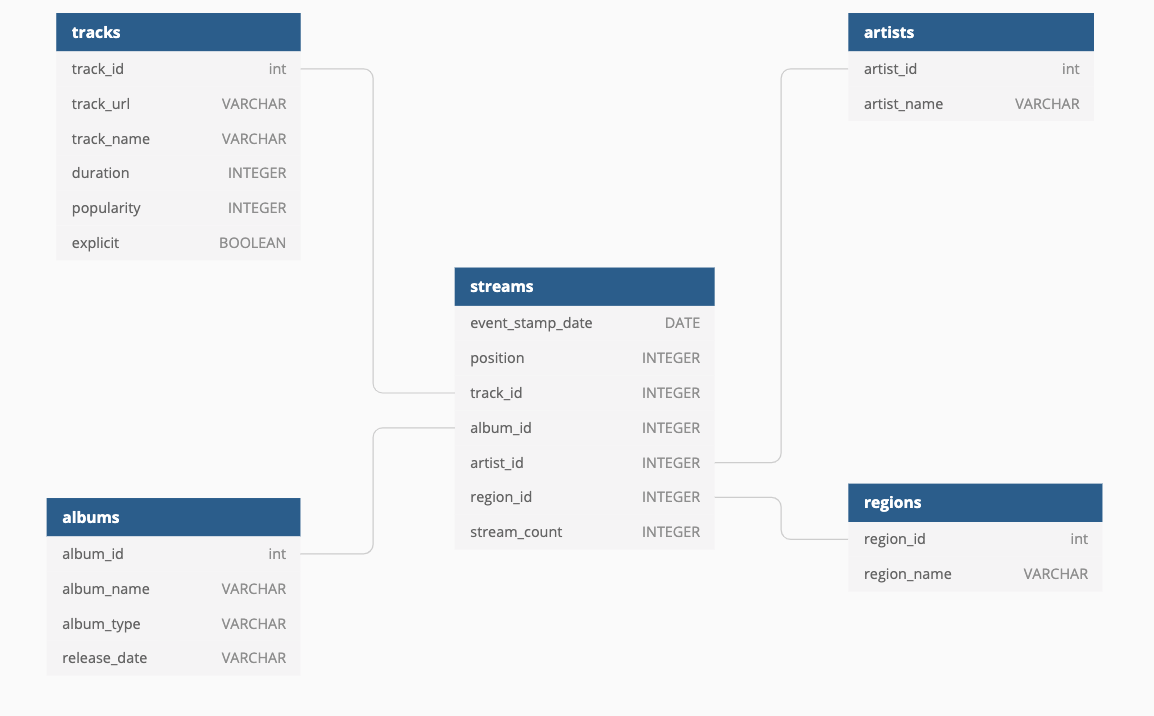 tracks
track_id int
track_url VARCHAR
track_name VARCHAR
duration INTEGER
popularity INTEGER
explicit BOOLEAN
artists
artist_id int
artist_name VARCHAR
streams
event_stamp_date DATE
position INTEGER
track_id INTEGER
album_id INTEGER
artist_id INTEGER
region_id INTEGER
stream_count INTEGER
albums
album_id int
album_name VARCHAR
album_type VARCHAR
release_date VARCHAR
regions
region_id int
region_name VARCHAR